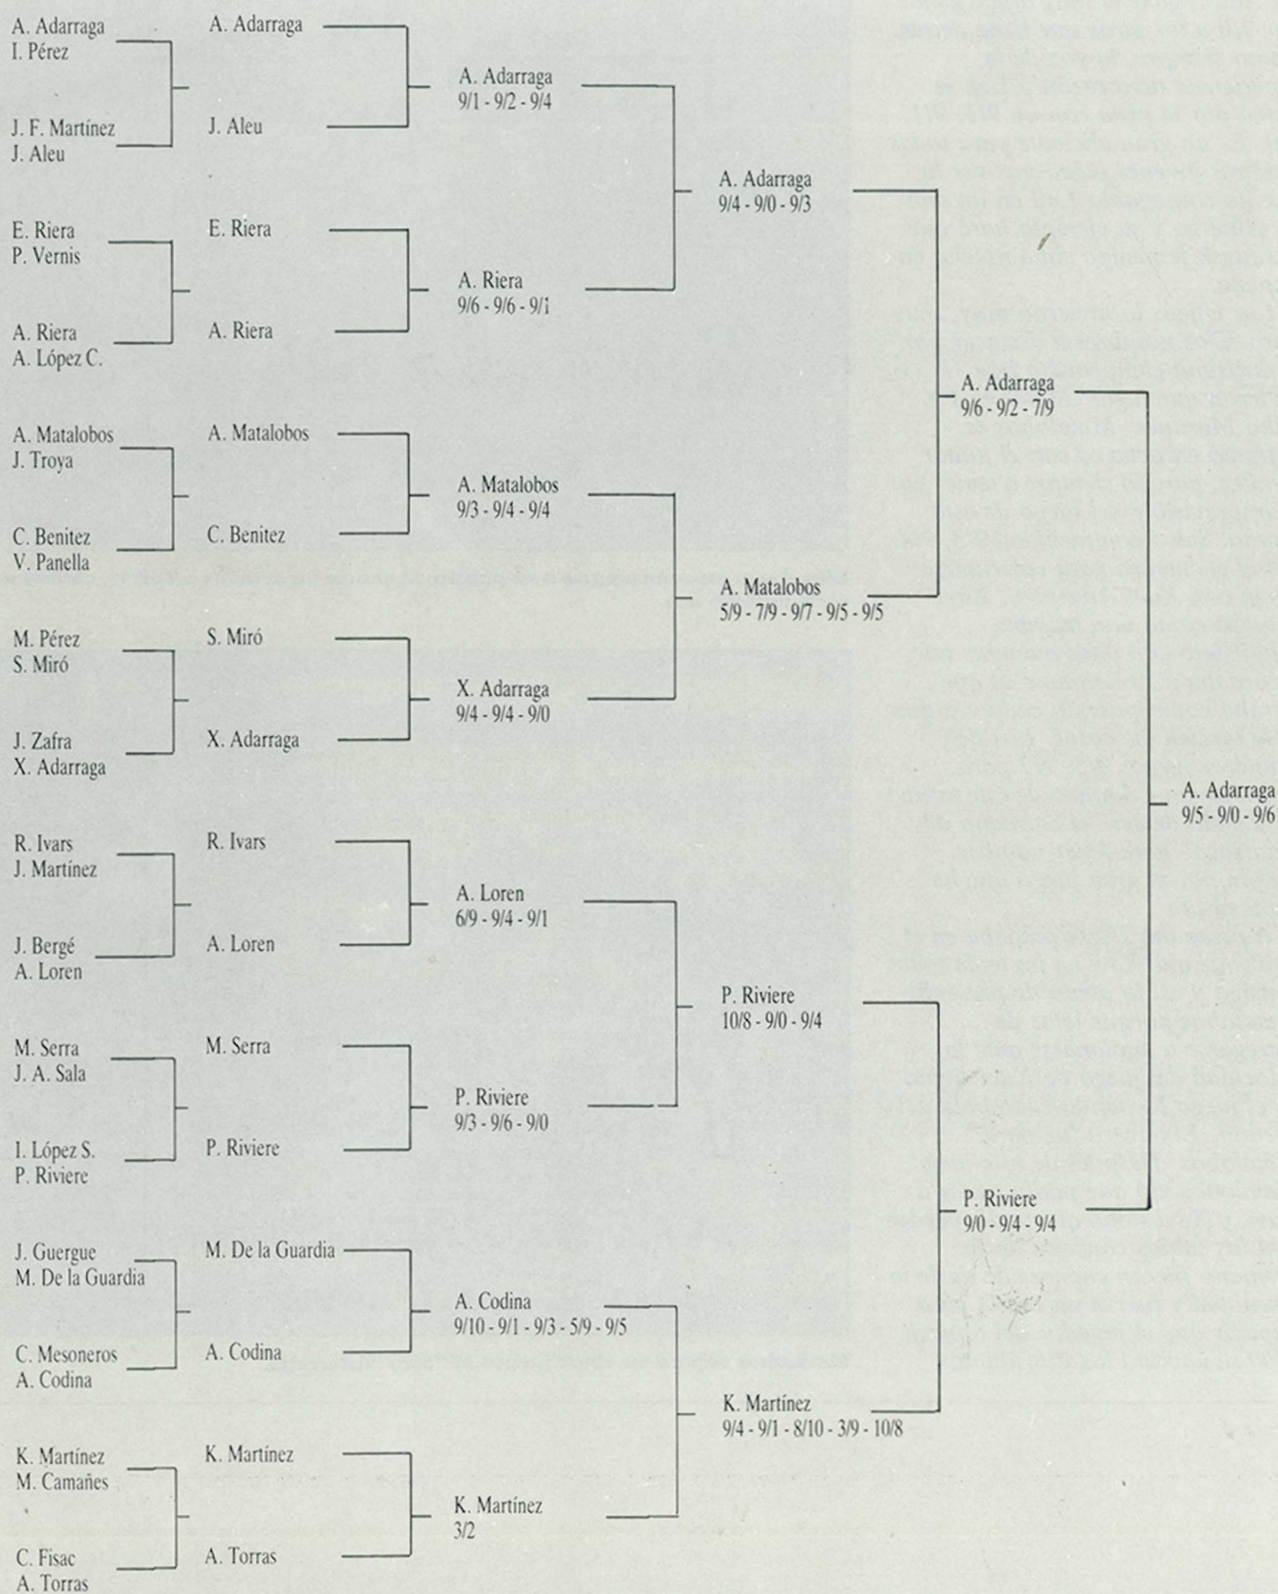 A. Adarraga
I. Pérez
J. F. Martínez
J. Aleu
E. Riera
P. Vernis
A. Riera
A. López C.
A. Matalobos
J. Troya
C. Benitez
V. Panella
M. Pérez
S. Miró
J. Zafra
X. Adarraga
R. Ivars
J. Martínez
J. Bergé
A. Loren
M. Serra
J. A. Sala
I. López S.
P. Riviere
J. Guergue
M. De la Guardia
C. Mesoneros
A. Codina
K. Martínez
M. Camañes
C. Fisac
A. Torras
A. Adarraga
J. Aleu
E. Riera
A. Riera
A. Matalobos
C. Benitez
S. Miró
X. Adarraga
R. Ivars
A. Loren
M. Serra
P. Riviere
M. De la Guardia
A. Codina
K. Martínez
A. Torras
A. Adarraga
9/1 - 9/2 - 9/4
A. Riera
9/6 - 9/6 - 9/1
A. Matalobos
9/3 - 9/4 - 9/4
X. Adarraga
9/4 - 9/4 - 9/0
A. Loren
6/9 - 9/4 - 9/1
P. Riviere
9/3 - 9/6 - 9/0
A. Codina
9/10 - 9/1 - 9/3 - 5/9 - 9/5
K. Martínez
3/2
A. Adarraga
9/4 - 9/0 - 9/3
A. Matalobos
5/9 - 7/9 - 9/7 - 9/5 - 9/5
P. Riviere
10/8 - 9/0 - 9/4
K. Martínez
9/4 - 9/1 - 8/10 - 3/9 - 10/8
A. Adarraga
9/6 - 9/2 - 7/9
P. Riviere
9/0 - 9/4 - 9/4
A. Adarraga
9/5 - 9/0 - 9/6